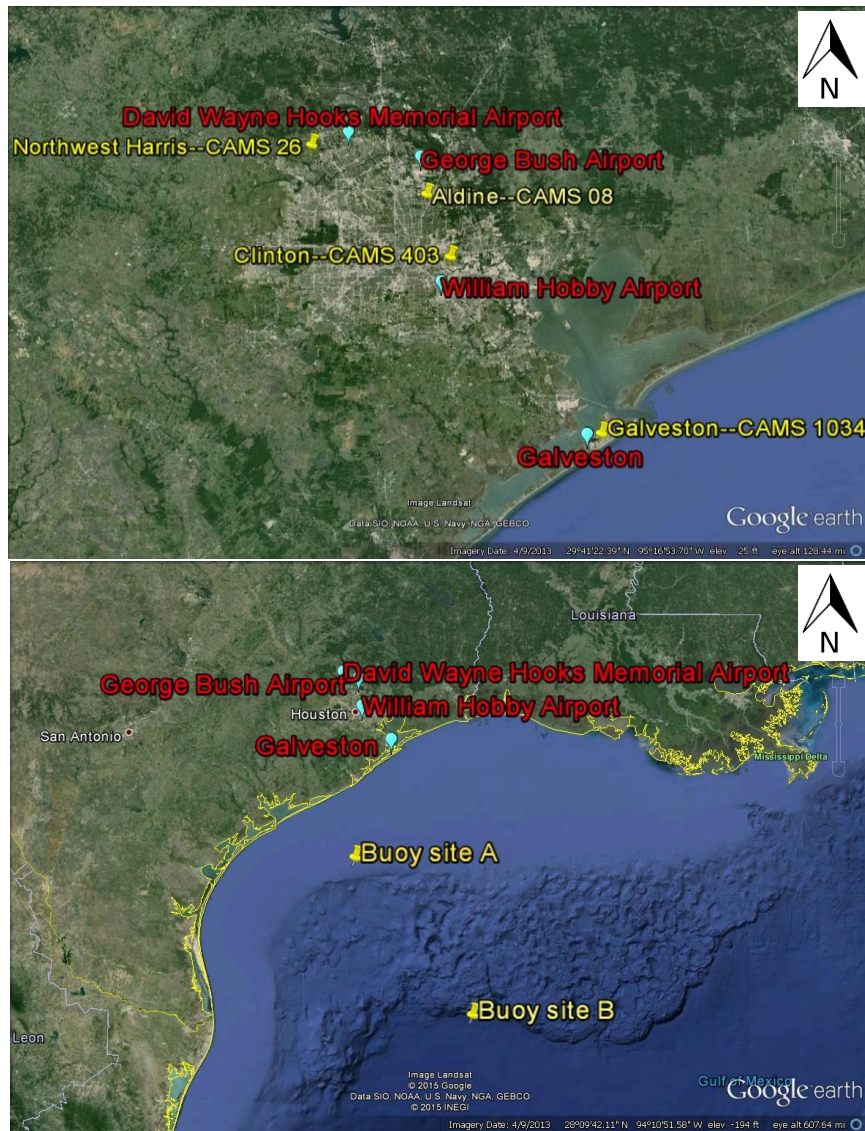 N
David Wayne Hooks Memorial Airport
Northwest Harris--CAMS 26
George Bush Airport
Aldine--CAMS 08
Clinton--CAMS 403
William Hobby Airport
Galveston--CAMS 1034
Galveston
Image Landsat
Data SIO, NOAA, U.S. Navy, NGA, GEBCO
Google earth
Imagery Date: 4/9/2013 29°41'22.39" N 95°16'53.70" W elev 25 ft eye alt 128.44 mi
Louisiana
N
David Wayne Hooks Memorial Airport
George Bush Airport
William Hobby Airport
Houston
San Antonio
Galveston
Mississippi Delta
Buoy site A
Buoy site B
Leon
Image Landsat
© 2015 Google
Data SIO, NOAA, U.S. Navy, NGA, GEBCO
© 2015 INEGI
Gulf of Mexico
Google earth
Imagery Date: 4/9/2013 28°09'42.11" N 94°10'51.58" W elev -194 ft eye alt 607.64 mi